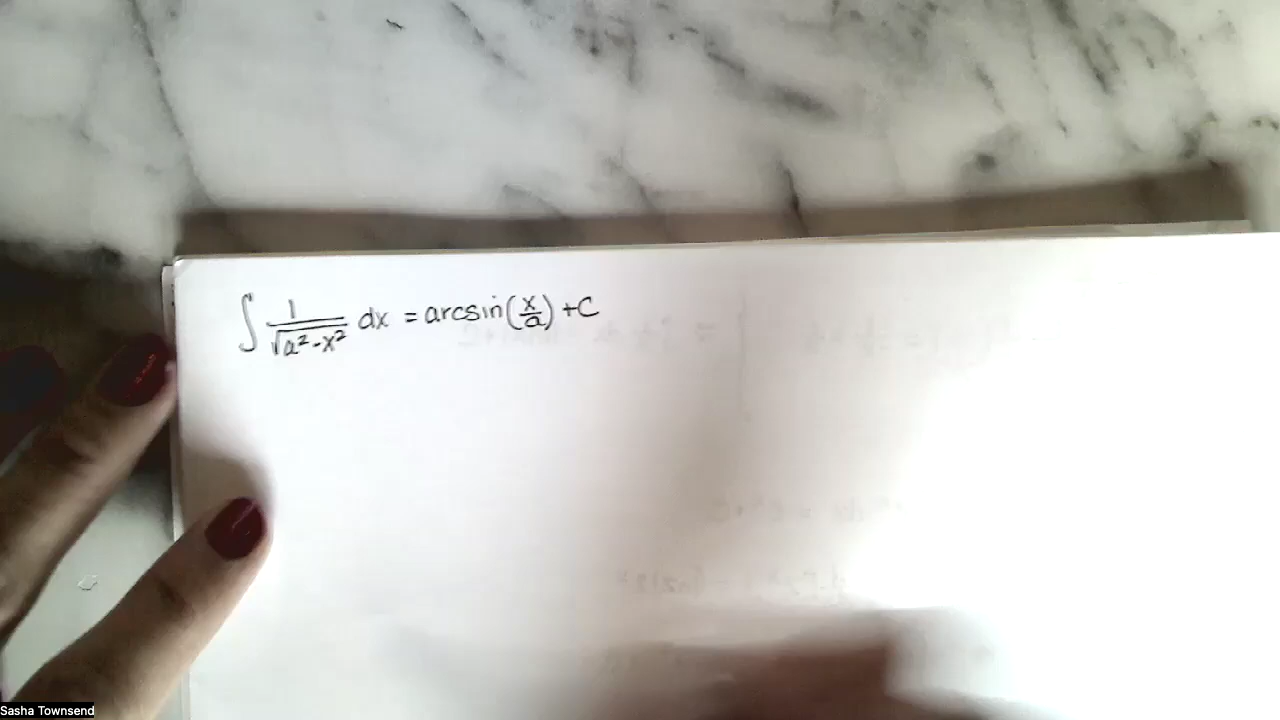 ∫ 1/√(a²-x²) dx = arcsin(x/a) + C
Sasha Townsend